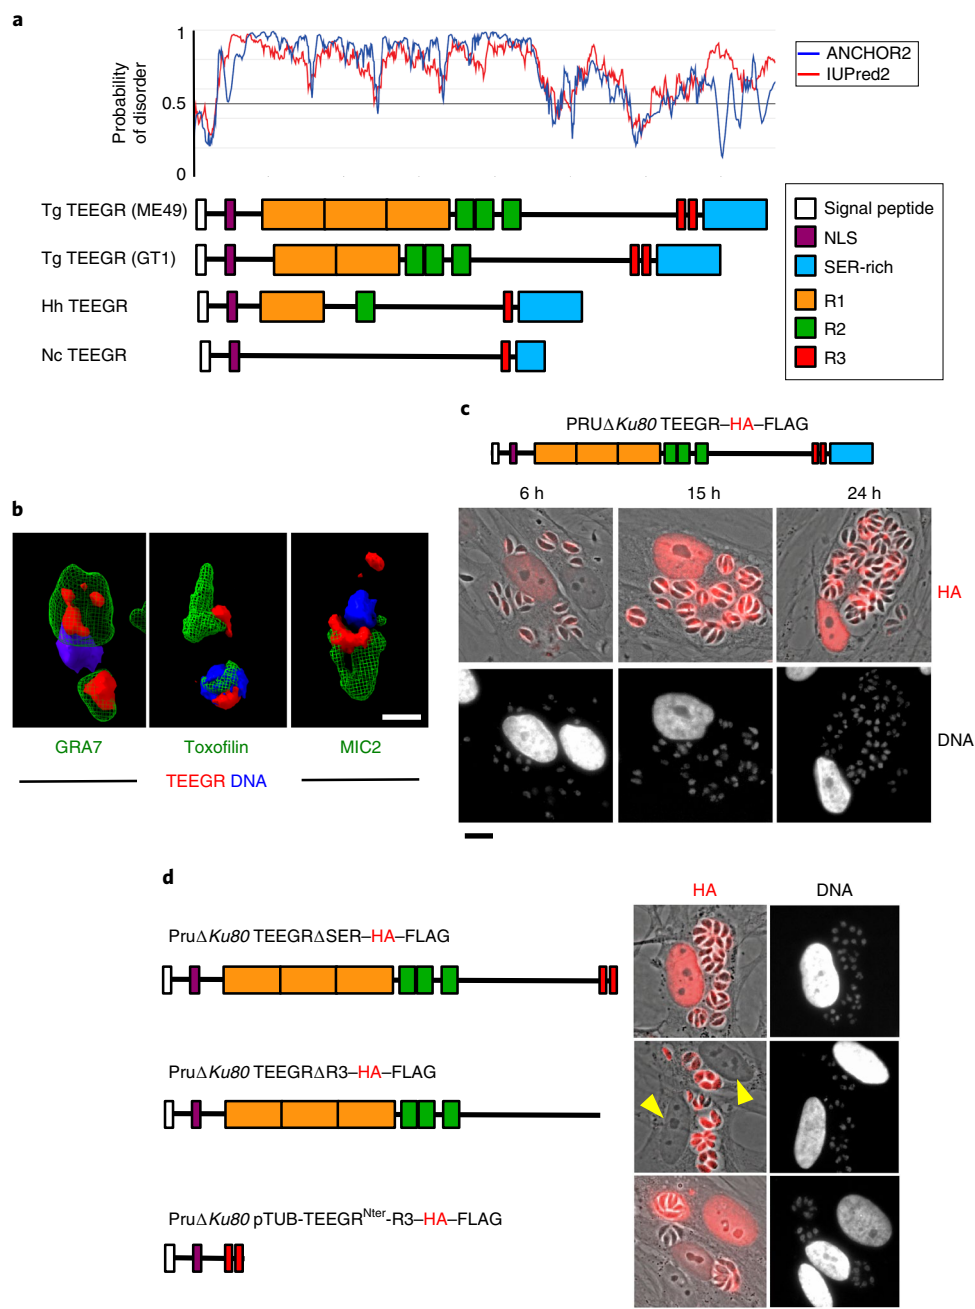 a
1
0.5
0
Probability
of disorder
ANCHOR2
IUPred2
Tg TEEGR (ME49)
Tg TEEGR (GT1)
Hh TEEGR
Nc TEEGR
Signal peptide
NLS
SER-rich
R1
R2
R3
c
PRUΔKu80 TEEGR–HA–FLAG
6 h 15 h 24 h
HA
DNA
b
GRA7 Toxofilin MIC2
TEEGR DNA
d
HA DNA
PruΔKu80 TEEGRΔSER–HA–FLAG
PruΔKu80 TEEGRΔR3–HA–FLAG
PruΔKu80 pTUB-TEEGRNter-R3–HA–FLAG